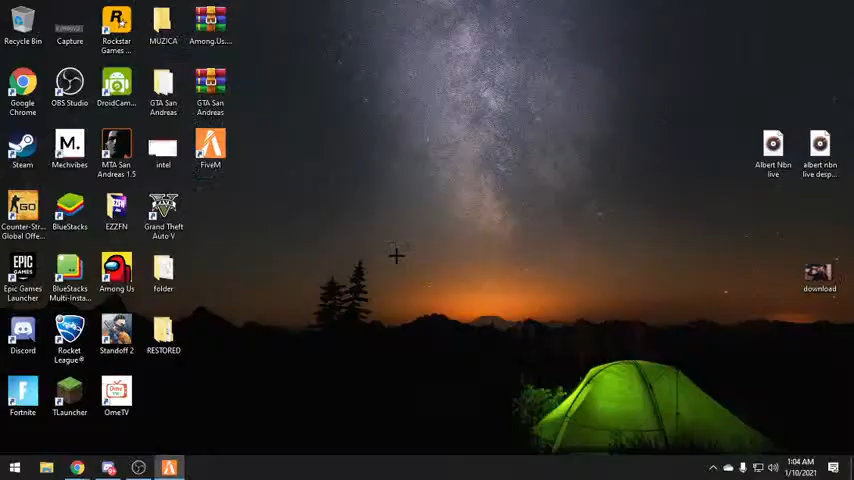 Recycle Bin
Capture
Rockstar
Games ...
MUZICA
Among.Us....
Google
Chrome
OBS Studio
DroidCam...
GTA San
Andreas
GTA San
Andreas
Steam
M.
Mechvibes
MTA San
Andreas 1.5
intel
FiveM
Albert Nbn
live
albert nbn
live desp...
GO
Counter-Str...
Global Offe...
BlueStacks
EZZFN
Grand Theft
Auto V
EPIC
GAMES
Epic Games
Launcher
BlueStacks
Multi-Insta...
Among Us
folder
download
Discord
Rocket
League®
Standoff 2
RESTORED
Fortnite
TLauncher
OmeTV
1:04 AM
1/10/2021